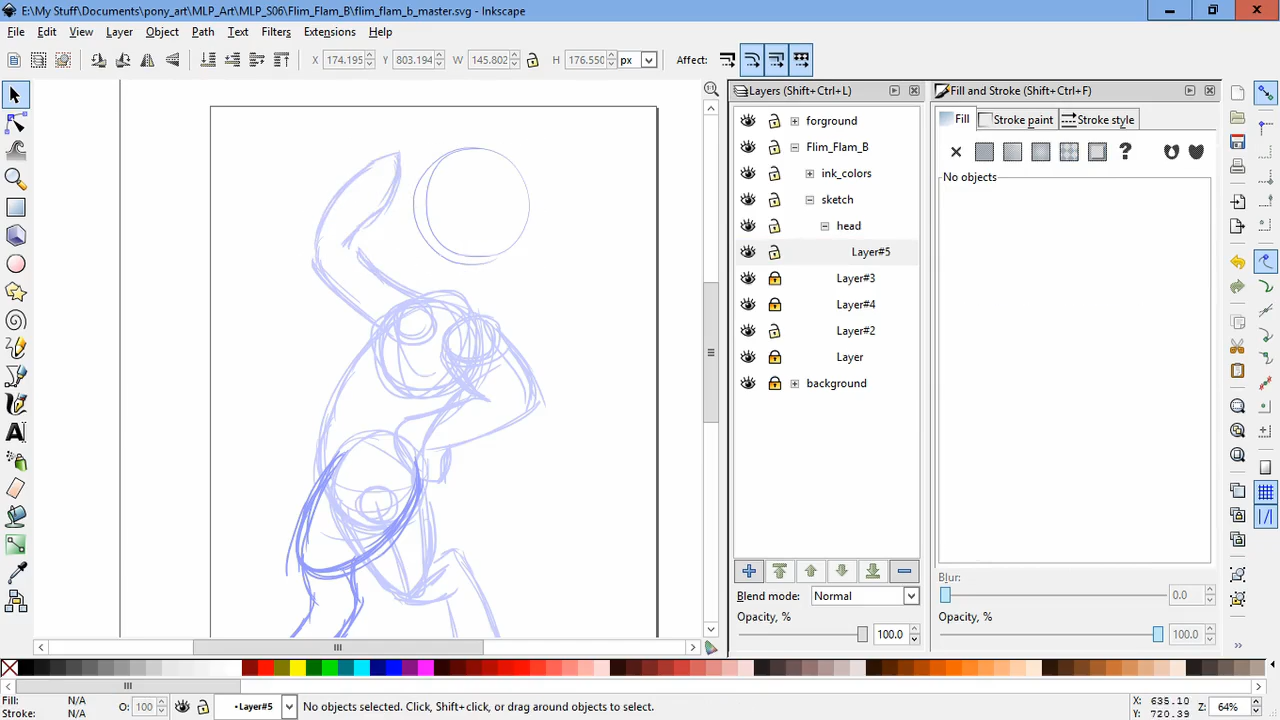 E:\My Stuff\Documents\pony_art\MLP_Art\MLP_S06\Flim_Flam_B\flim_flam_b_master.svg - Inkscape
File Edit View Layer Object Path Text Filters Extensions Help
X 174.195 Y 803.194 W 145.802 H 176.550 px Affect:
Layers (Shift+Ctrl+L)
Fill and Stroke (Shift+Ctrl+F)
Fill Stroke paint Stroke style
No objects
forground
Flim_Flam_B
ink_colors
sketch
head
Layer#5
Layer#3
Layer#4
Layer#2
Layer
background
Blend mode: Normal
Opacity, % 100.0
Blur: 0.0
Opacity, % 100.0
Fill: N/A
Stroke: N/A
O: 100
•Layer#5
No objects selected. Click, Shift+click, or drag around objects to select.
X: 635.10
Y: 720.39
Z: 64%